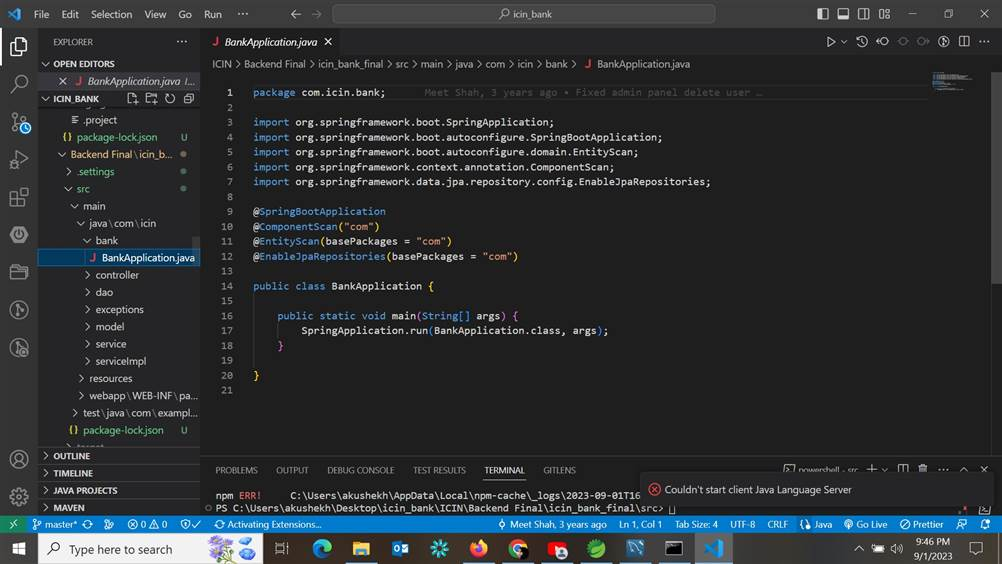 File Edit Selection View Go Run ··· icin_bank
EXPLORER ···
OPEN EDITORS
BankApplication.java I...
ICIN_BANK
.project
package-lock.json U
Backend Final\icin_b...
.settings
src
main
java\com\icin
bank
BankApplication.java
controller
dao
exceptions
model
service
serviceImpl
resources
webapp\WEB-INF\pa...
test\java\com\exampl...
package-lock.json U
OUTLINE
TIMELINE
JAVA PROJECTS
MAVEN
BankApplication.java
ICIN > Backend Final > icin_bank_final > src > main > java > com > icin > bank > BankApplication.java
1 package com.icin.bank; Meet Shah, 3 years ago • Fixed admin panel delete user …
2
3 import org.springframework.boot.SpringApplication;
4 import org.springframework.boot.autoconfigure.SpringBootApplication;
5 import org.springframework.boot.autoconfigure.domain.EntityScan;
6 import org.springframework.context.annotation.ComponentScan;
7 import org.springframework.data.jpa.repository.config.EnableJpaRepositories;
8
9 @SpringBootApplication
10 @ComponentScan("com")
11 @EntityScan(basePackages = "com")
12 @EnableJpaRepositories(basePackages = "com")
13
14 public class BankApplication {
15
16 public static void main(String[] args) {
17 SpringApplication.run(BankApplication.class, args);
18 }
19
20 }
21
PROBLEMS OUTPUT DEBUG CONSOLE TEST RESULTS TERMINAL GITLENS powershell - src
npm ERR! C:\Users\akushekh\AppData\Local\npm-cache\_logs\2023-09-01T16
PS C:\Users\akushekh\Desktop\icin_bank\ICIN\Backend Final\icin_bank_final\src>
Couldn't start client Java Language Server
master* 0 0 Activating Extensions... Meet Shah, 3 years ago Ln 1, Col 1 Tab Size: 4 UTF-8 CRLF Java Go Live Prettier
Type here to search
9:46 PM
9/1/2023